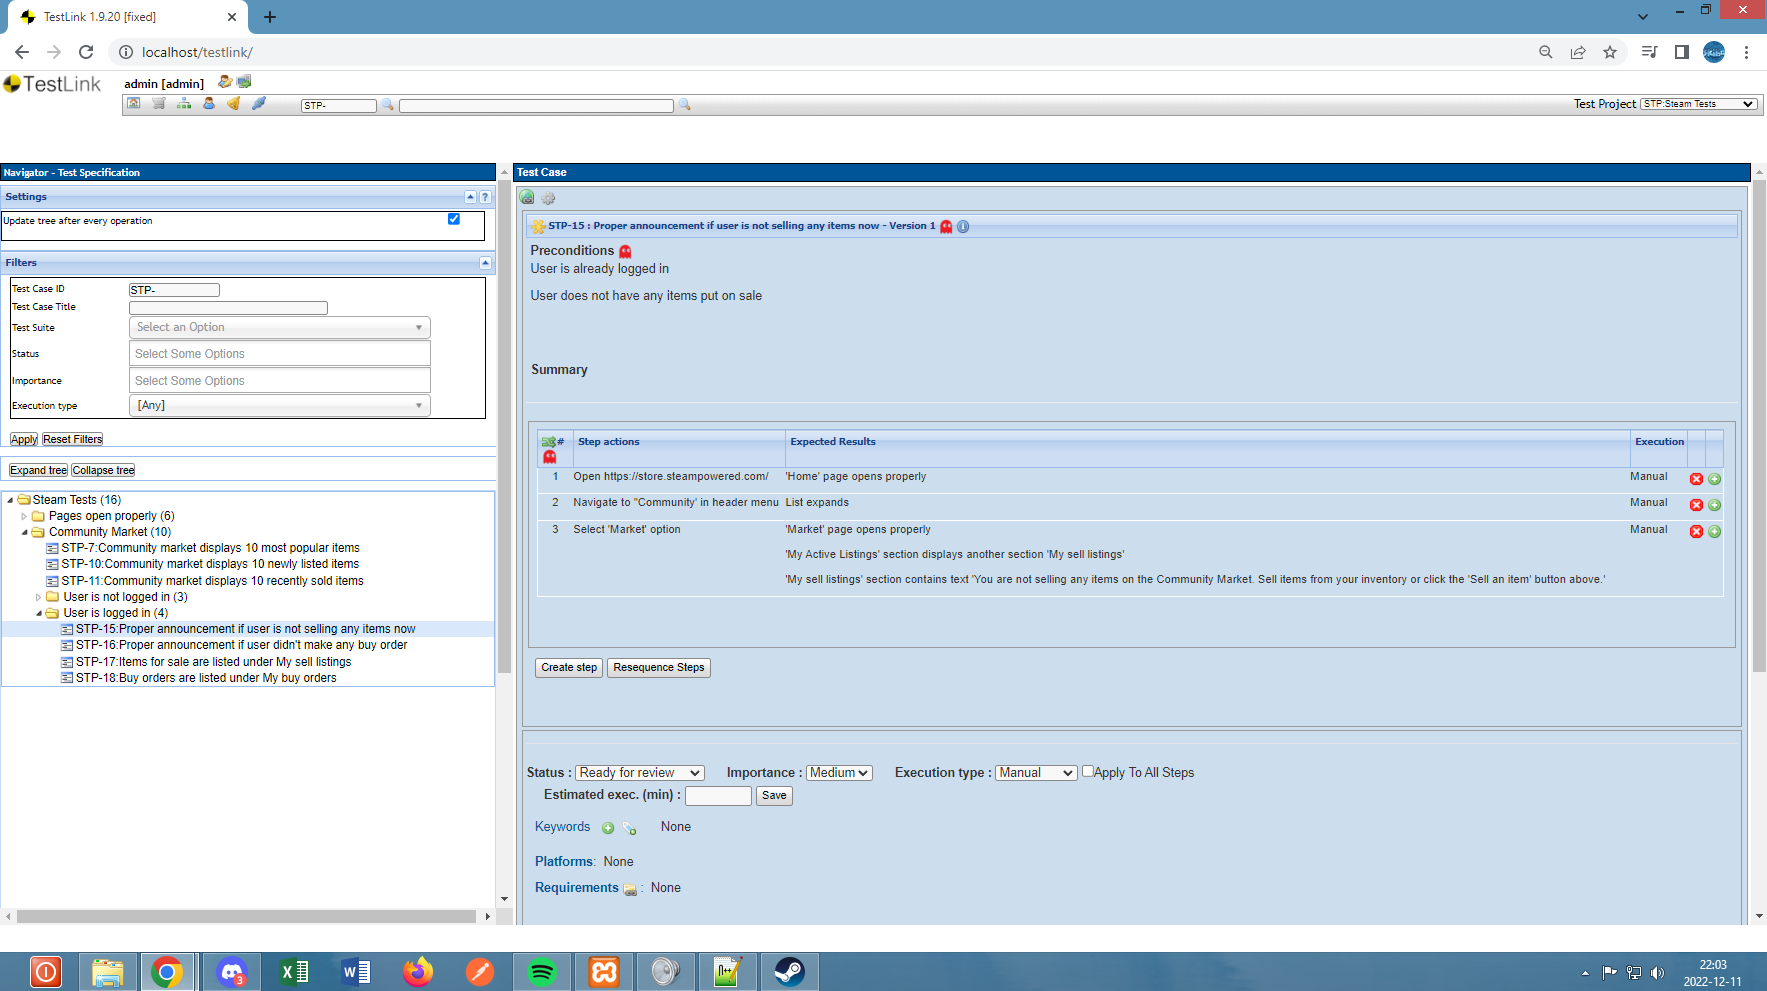 TestLink 1.9.20 [fixed]
localhost/testlink/
TestLink
admin [admin]
STP-
Test Project STP:Steam Tests
Navigator - Test Specification
Settings
Update tree after every operation
Filters
Test Case ID STP-
Test Case Title
Test Suite Select an Option
Status Select Some Options
Importance Select Some Options
Execution type [Any]
Apply Reset Filters
Expand tree Collapse tree
Steam Tests (16)
Pages open properly (6)
Community Market (10)
STP-7:Community market displays 10 most popular items
STP-10:Community market displays 10 newly listed items
STP-11:Community market displays 10 recently sold items
User is not logged in (3)
User is logged in (4)
STP-15:Proper announcement if user is not selling any items now
STP-16:Proper announcement if user didn't make any buy order
STP-17:Items for sale are listed under My sell listings
STP-18:Buy orders are listed under My buy orders
Test Case
STP-15 : Proper announcement if user is not selling any items now - Version 1
Preconditions
User is already logged in
User does not have any items put on sale
Summary
# Step actions Expected Results Execution
1 Open https://store.steampowered.com/ 'Home' page opens properly Manual
2 Navigate to "Community' in header menu List expands Manual
3 Select 'Market' option 'Market' page opens properly Manual
'My Active Listings' section displays another section 'My sell listings'
'My sell listings' section contains text 'You are not selling any items on the Community Market. Sell items from your inventory or click the 'Sell an item' button above.'
Create step Resequence Steps
Status : Ready for review Importance : Medium Execution type : Manual Apply To All Steps
Estimated exec. (min) : Save
Keywords None
Platforms: None
Requirements : None
3
22:03
2022-12-11